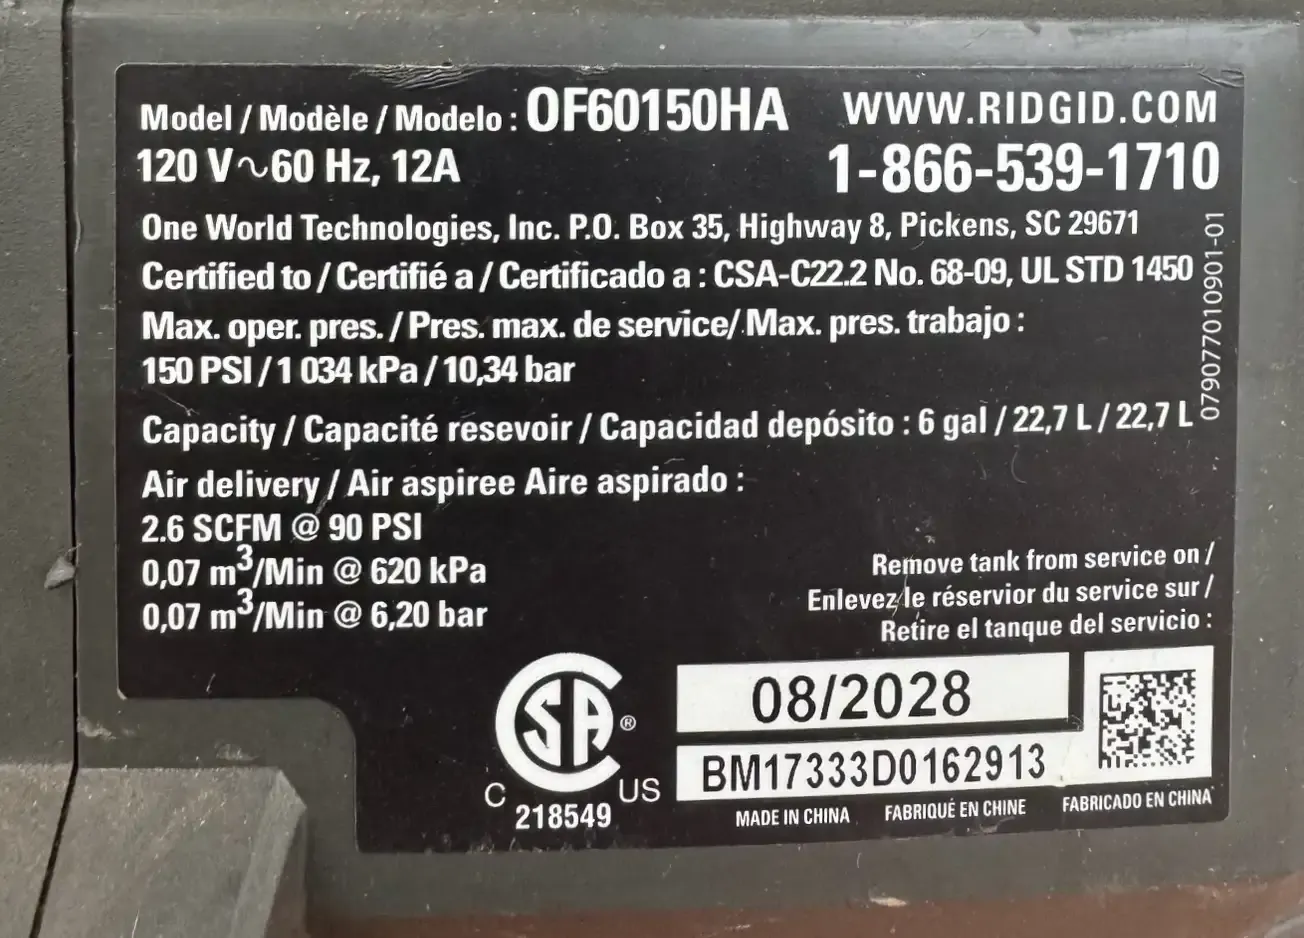 Model / Modèle / Modelo : OF60150HA
WWW.RIDGID.COM
120 V∿60 Hz, 12A
1-866-539-1710
One World Technologies, Inc. P.O. Box 35, Highway 8, Pickens, SC 29671
Certified to / Certifié a / Certificado a : CSA-C22.2 No. 68-09, UL STD 1450
Max. oper. pres. / Pres. max. de service/ Max. pres. trabajo :
150 PSI / 1 034 kPa / 10,34 bar
Capacity / Capacité resevoir / Capacidad depósito : 6 gal / 22,7 L / 22,7 L
079077010901-01
Air delivery / Air aspiree Aire aspirado :
2.6 SCFM @ 90 PSI
0,07 m³/Min @ 620 kPa
0,07 m³/Min @ 6,20 bar
Remove tank from service on /
Enlevez le réservior du service sur /
Retire el tanque del servicio :
08/2028
BM17333D0162913
SA ®
C US
218549
MADE IN CHINA FABRIQUÉ EN CHINE FABRICADO EN CHINA